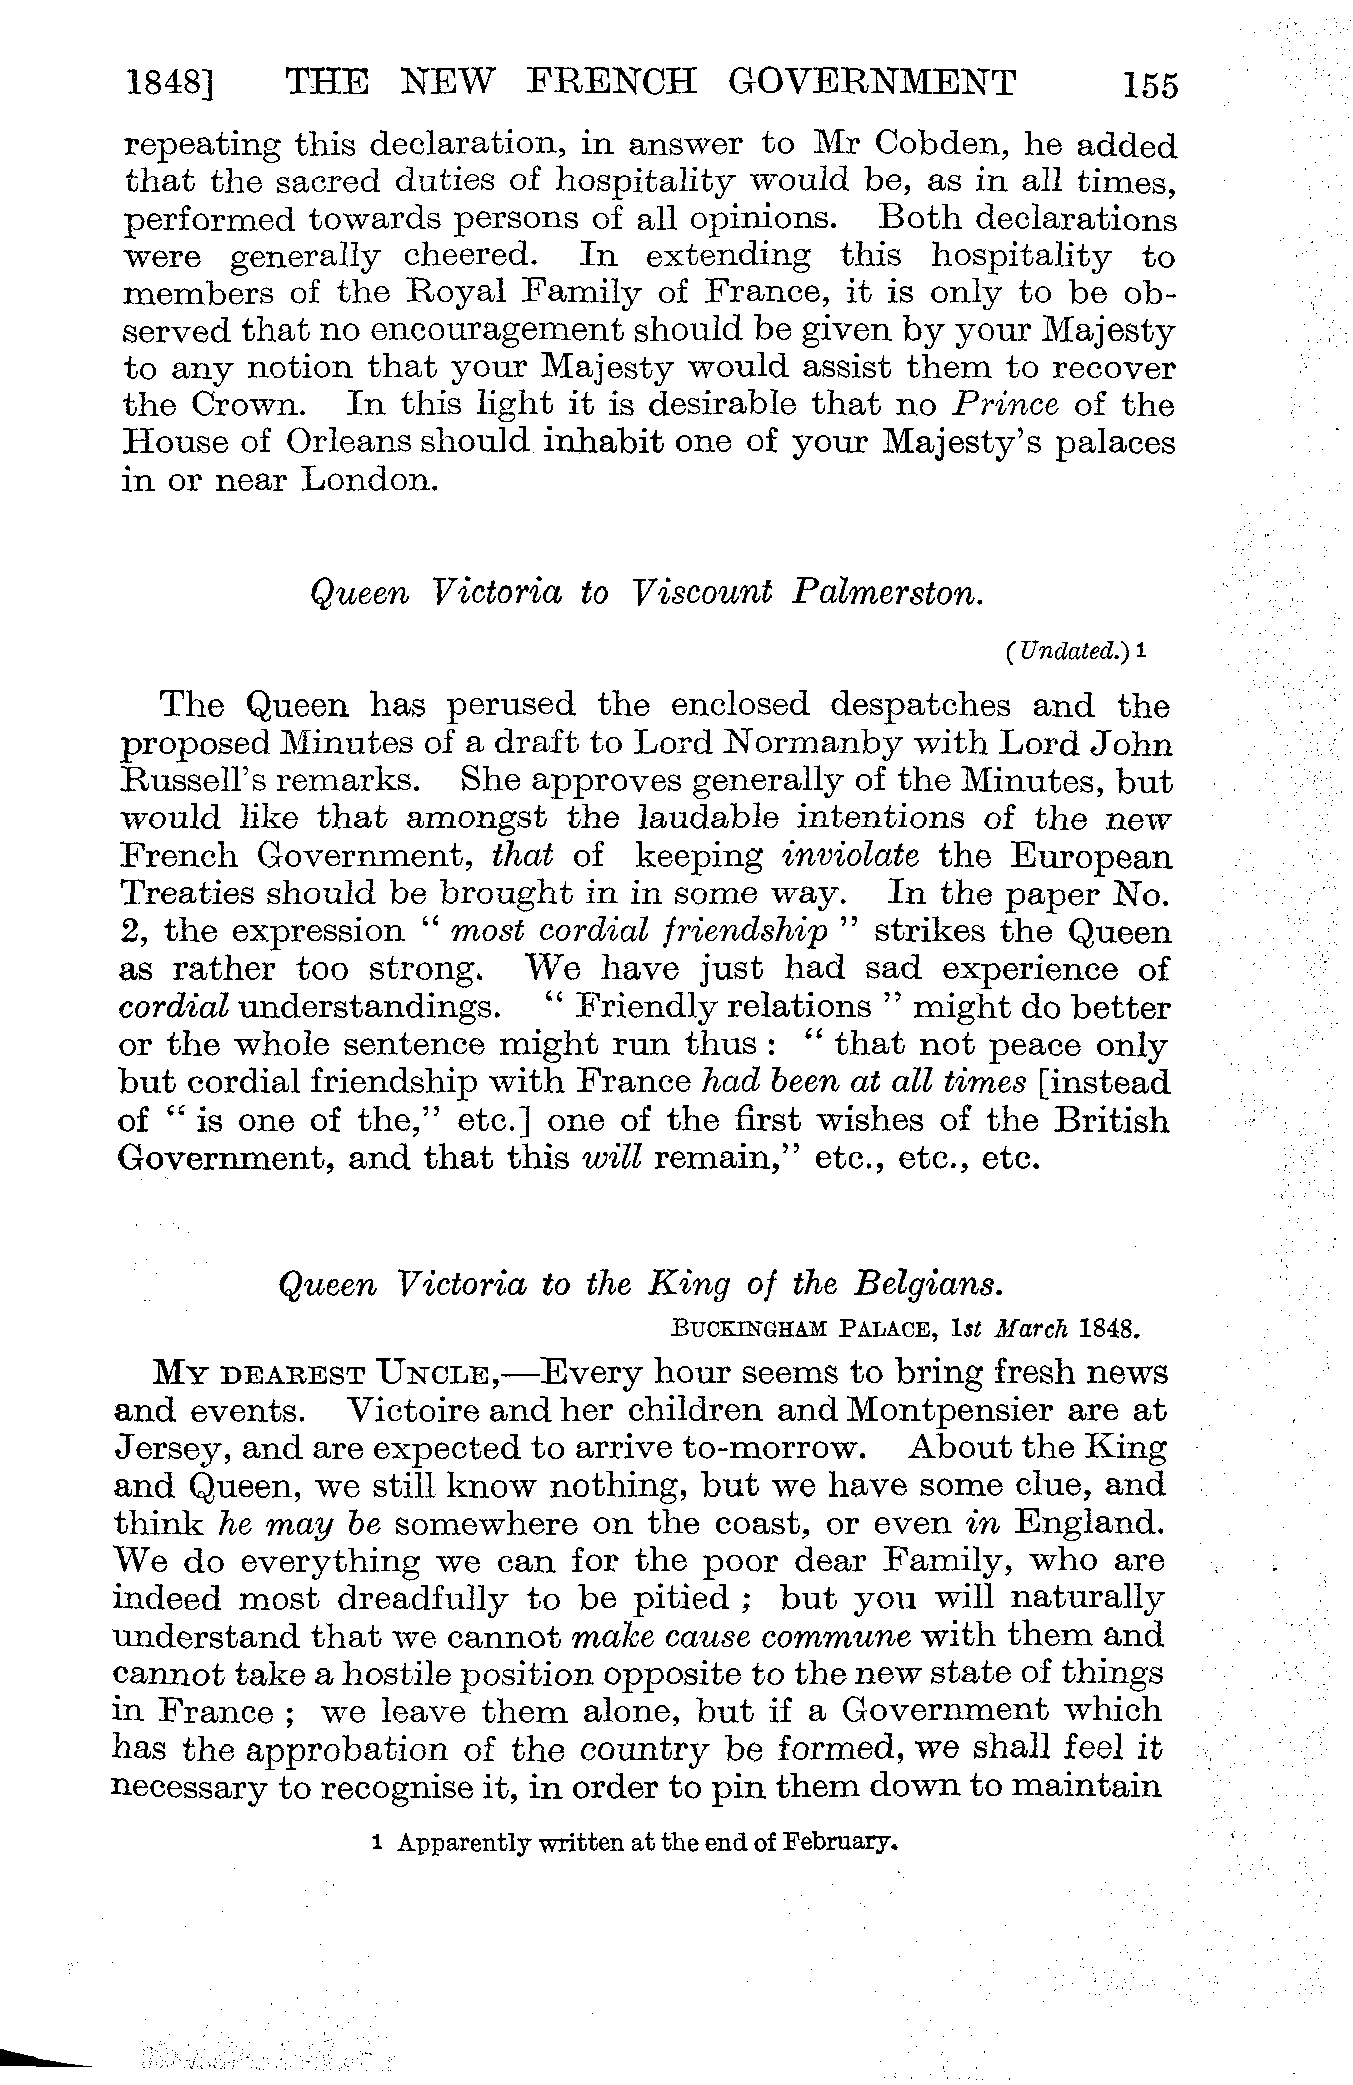 1848] THE NEW FRENCH GOVERNMENT 155
repeating this declaration, in answer to Mr Cobden, he added
that the sacred duties of hospitality would be, as in all times,
performed towards persons of all opinions. Both declarations
were generally cheered. In extending this hospitality to
members of the Royal Family of France, it is only to be ob-
served that no encouragement should be given by your Majesty
to any notion that your Majesty would assist them to recover
the Crown. In this light it is desirable that no Prince of the
House of Orleans should inhabit one of your Majesty's palaces
in or near London.
Queen Victoria to Viscount Palmerston.
(Undated.) 1
The Queen has perused the enclosed despatches and the
proposed Minutes of a draft to Lord Normanby with Lord John
Russell's remarks. She approves generally of the Minutes, but
would like that amongst the laudable intentions of the new
French Government, that of keeping inviolate the European
Treaties should be brought in in some way. In the paper No.
2, the expression " most cordial friendship " strikes the Queen
as rather too strong. We have just had sad experience of
cordial understandings. " Friendly relations " might do better
or the whole sentence might run thus : " that not peace only
but cordial friendship with France had been at all times [instead
of " is one of the," etc.] one of the first wishes of the British
Government, and that this will remain," etc., etc., etc.
Queen Victoria to the King of the Belgians.
BUCKINGHAM PALACE, 1st March 1848.
MY DEAREST UNCLE,—Every hour seems to bring fresh news
and events. Victoire and her children and Montpensier are at
Jersey, and are expected to arrive to-morrow. About the King
and Queen, we still know nothing, but we have some clue, and
think he may be somewhere on the coast, or even in England.
We do everything we can for the poor dear Family, who are
indeed most dreadfully to be pitied ; but you will naturally
understand that we cannot make cause commune with them and
cannot take a hostile position opposite to the new state of things
in France ; we leave them alone, but if a Government which
has the approbation of the country be formed, we shall feel it
necessary to recognise it, in order to pin them down to maintain
1 Apparently written at the end of February.